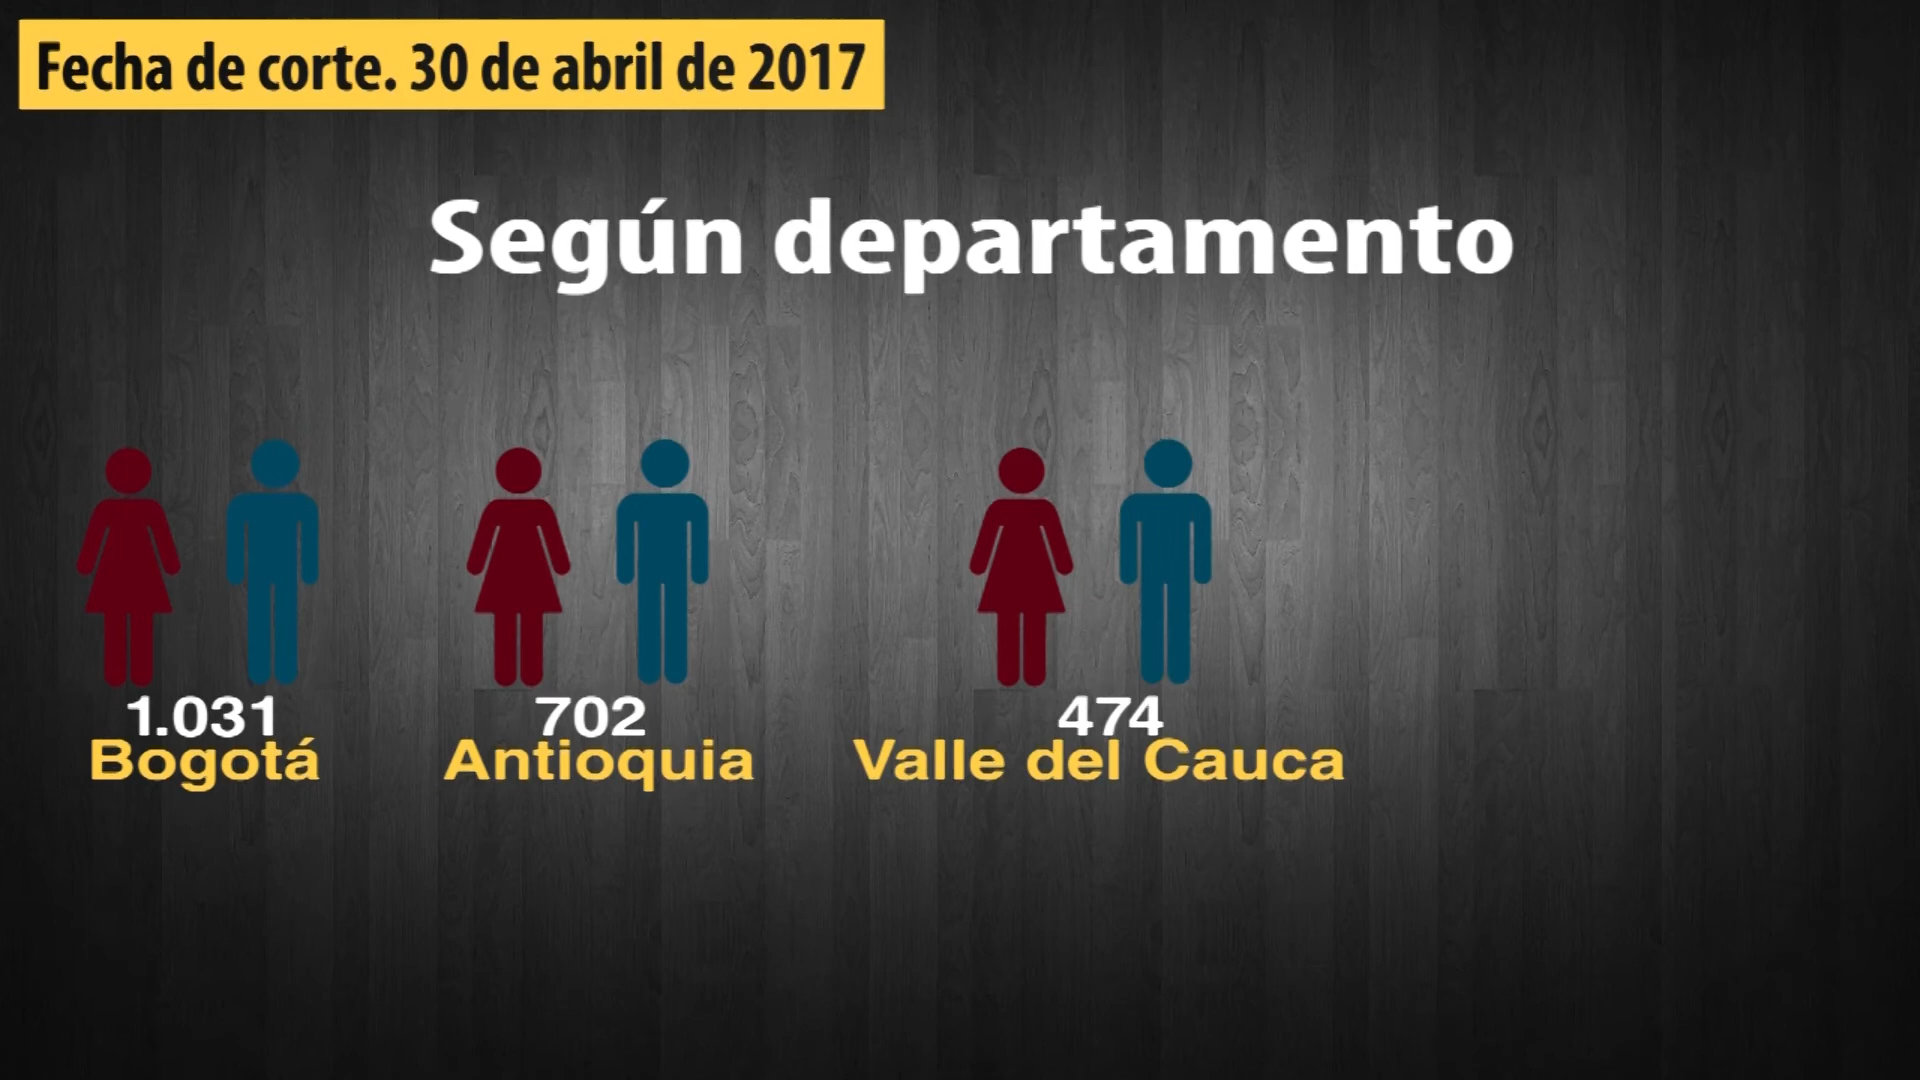 Fecha de corte. 30 de abril de 2017
Según departamento
1.031
Bogotá
702
Antioquia
474
Valle del Cauca